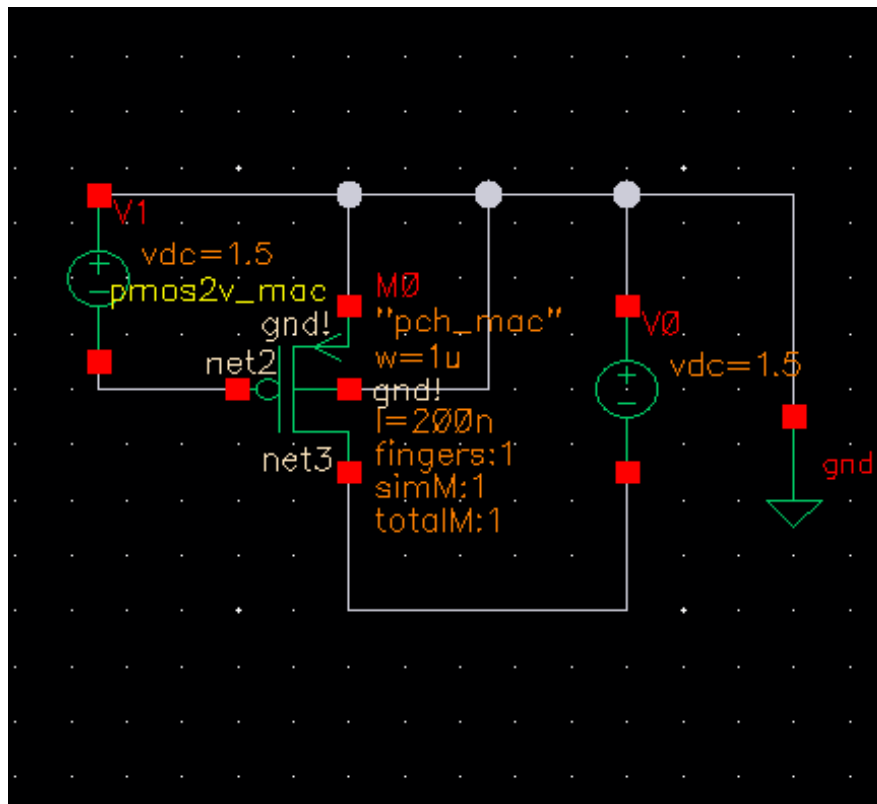 V1
vdc=1.5
pmos2v_mac
M0
gnd!
"pch_mac"
V0
net2
w=1u
vdc=1.5
gnd!
l=200n
net3
fingers:1
gnd
simM:1
totalM:1